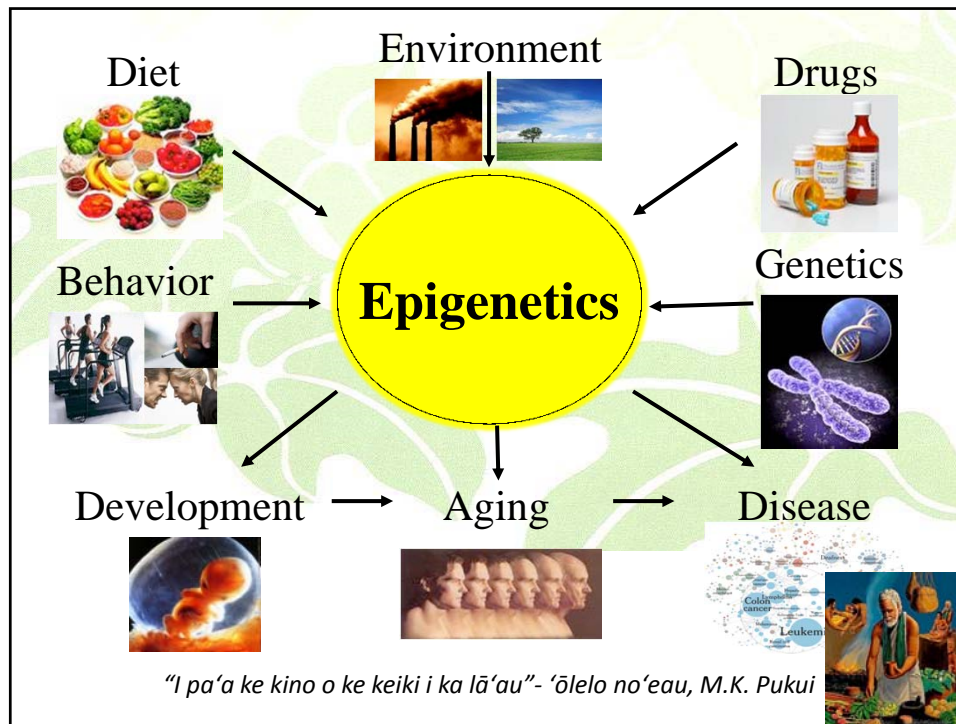 Environment
Diet
Drugs
Behavior
Epigenetics
Genetics
Development
Aging
Disease
Colon
cancer
Leukemi
“I pa‘a ke kino o ke keiki i ka lā‘au”- ‘ōlelo no‘eau, M.K. Pukui